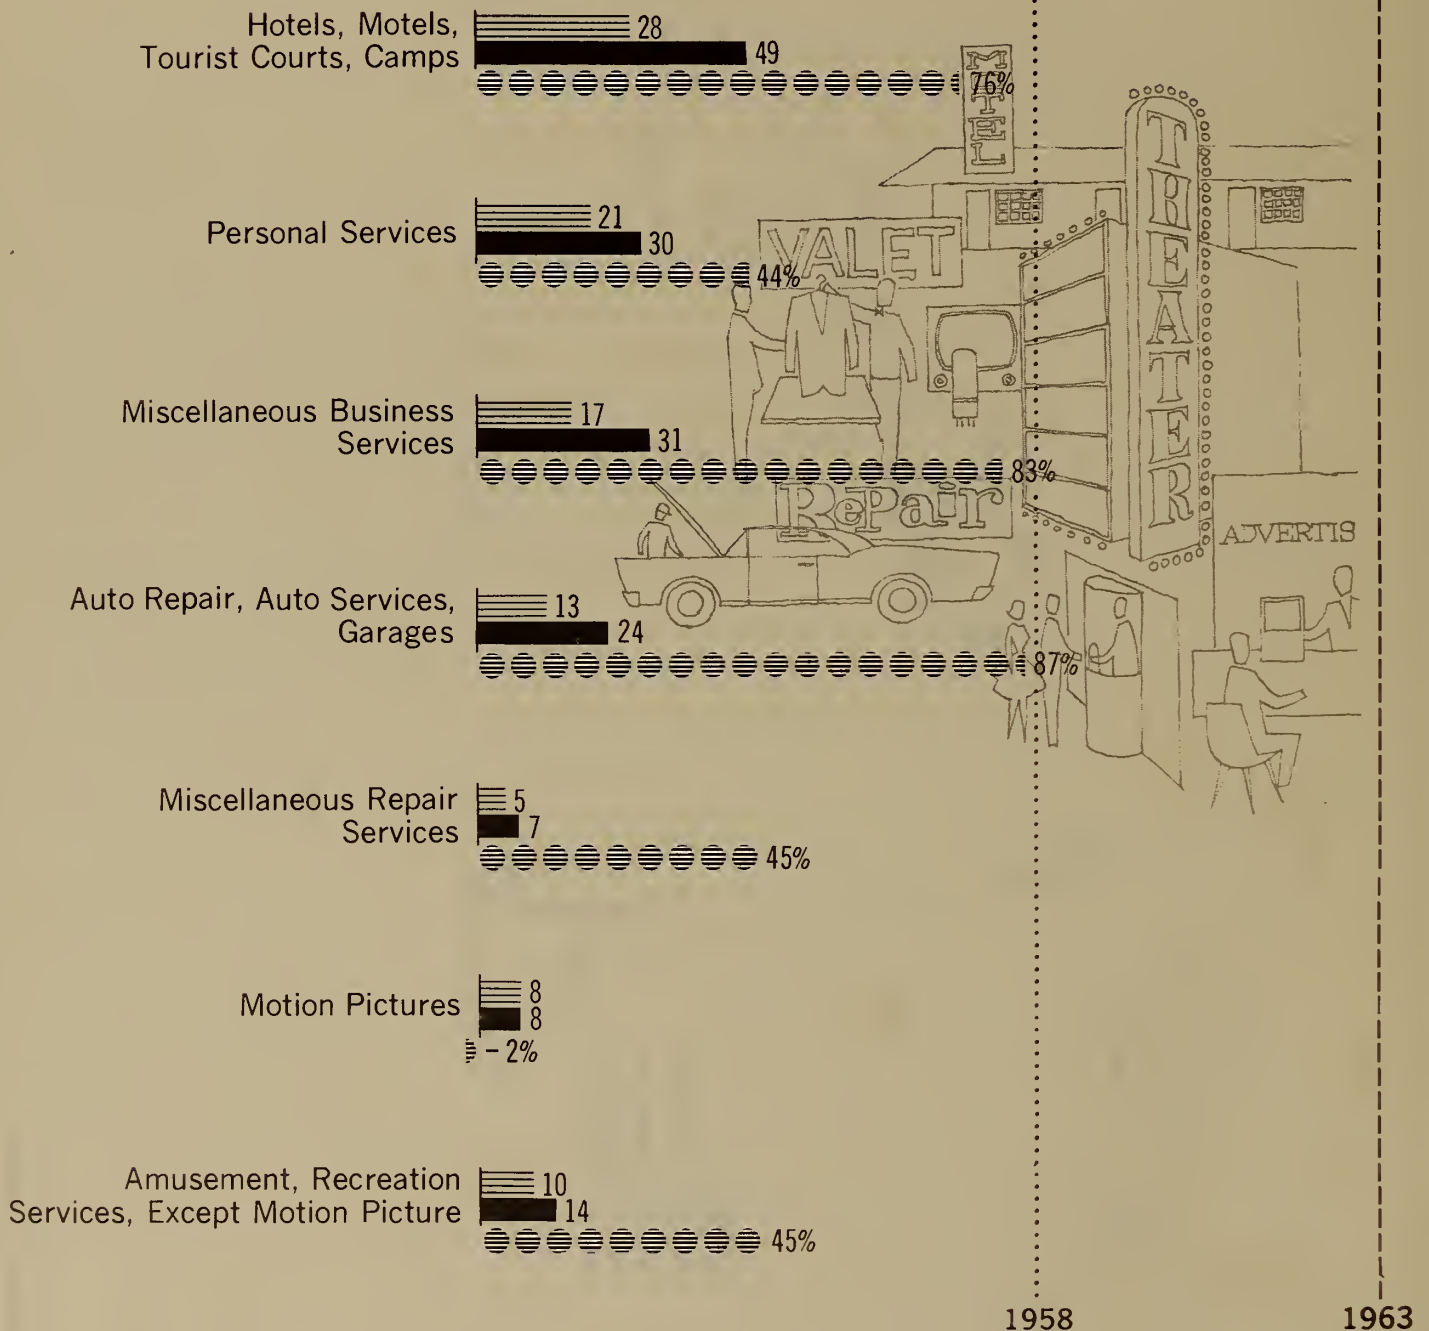 Hotels, Motels,
Tourist Courts, Camps
28
49
76%
MTEL
Personal Services
21
30
44%
VALET
THEATER
Miscellaneous Business
Services
17
31
83%
RePair
ADVERTIS
Auto Repair, Auto Services,
Garages
13
24
87%
Miscellaneous Repair
Services
5
7
45%
Motion Pictures
8
8
– 2%
Amusement, Recreation
Services, Except Motion Picture
10
14
45%
1958
1963